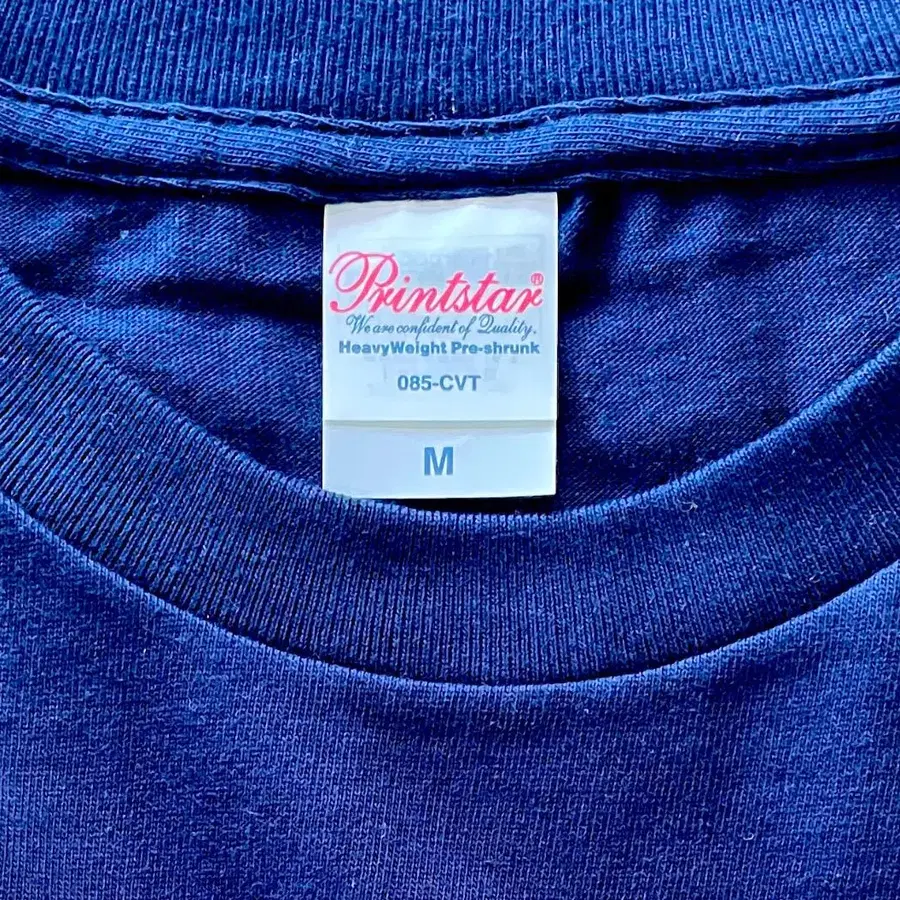 Printstar®
We are confident of Quality.
HeavyWeight Pre-shrunk
085-CVT
M